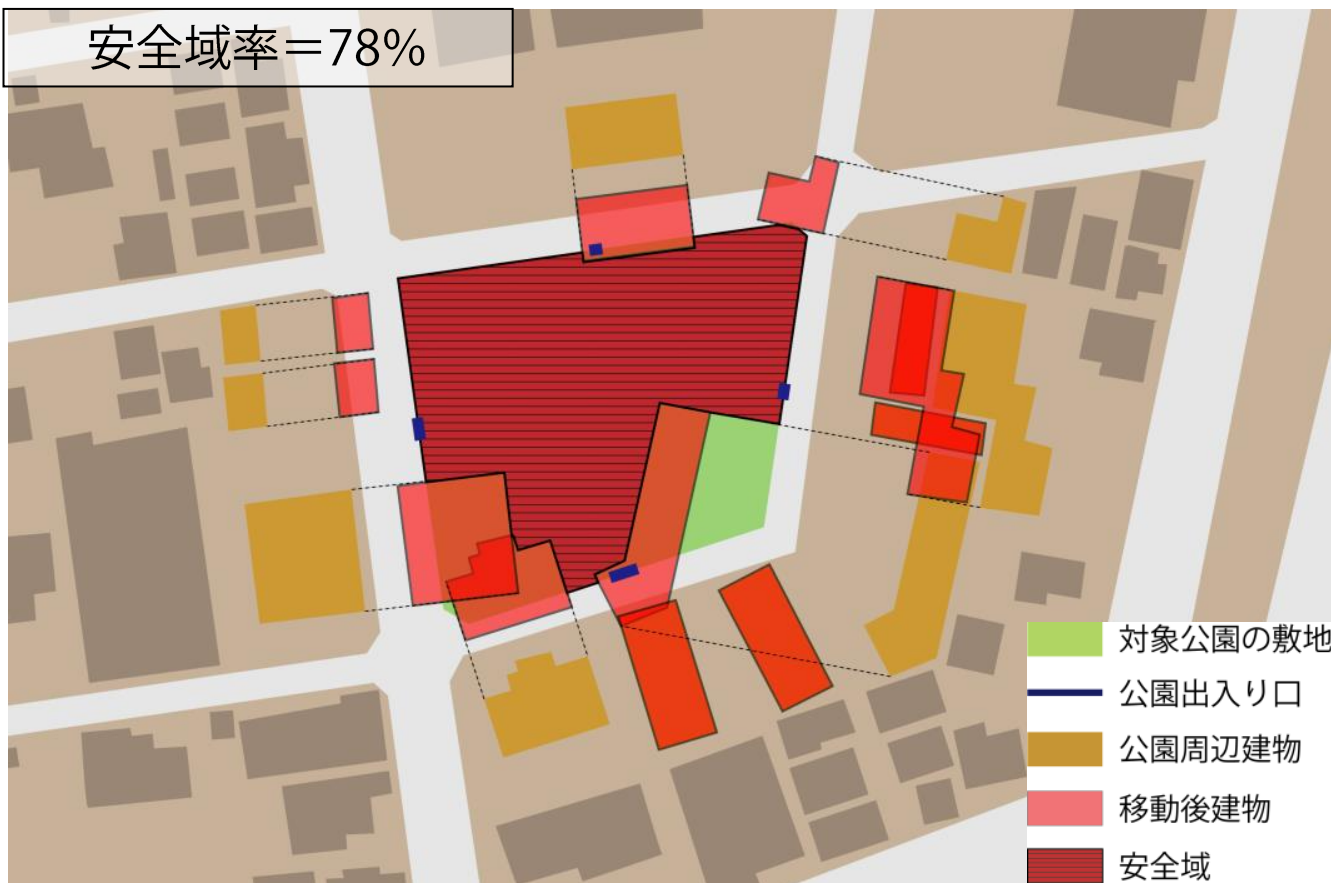 安全域率＝78%
対象公園の敷地
公園出入り口
公園周辺建物
移動後建物
安全域